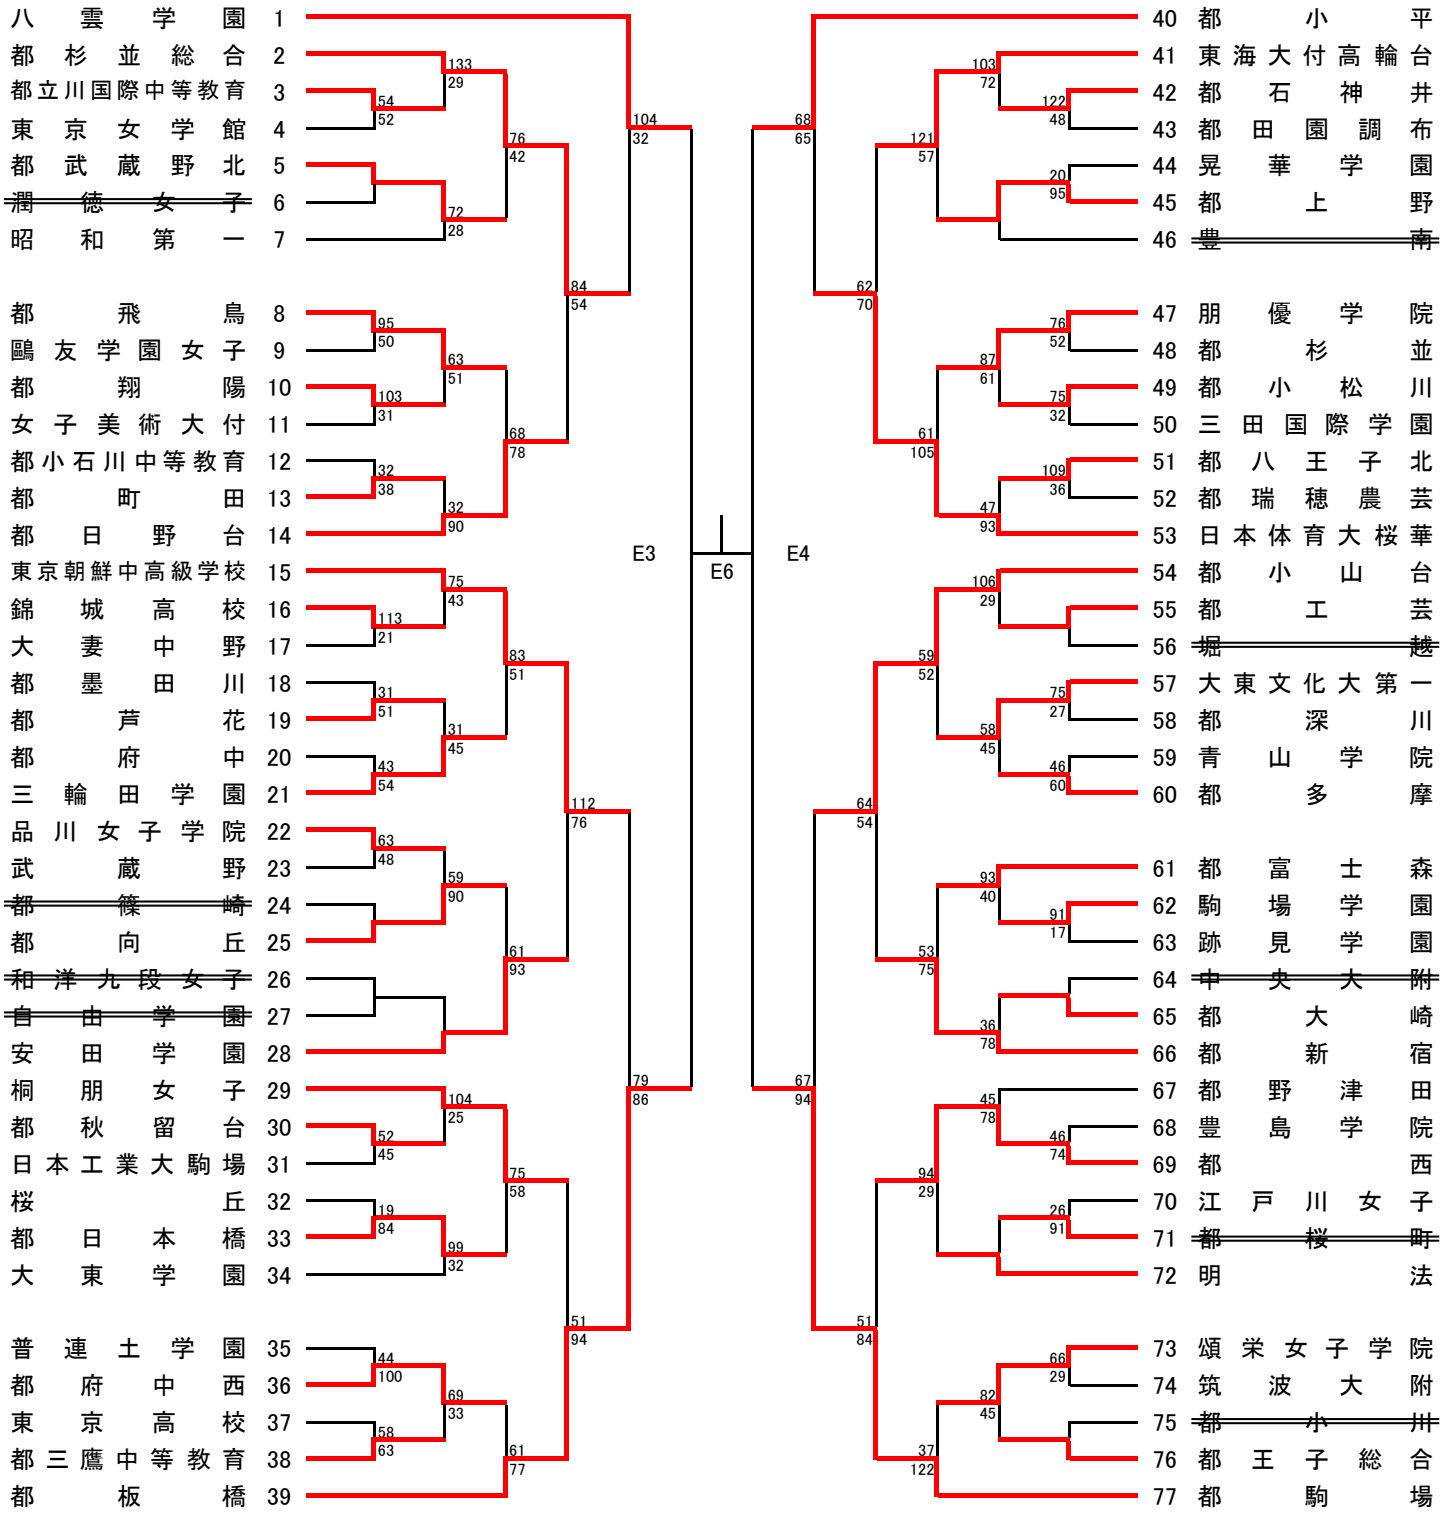 八雲学園 1
都杉並総合 2
都立川国際中等教育 3
東京女学館 4
都武蔵野北 5
潤徳女子 6
昭和第一 7
都飛鳥 8
鷗友学園女子 9
都翔陽 10
女子美術大付 11
都小石川中等教育 12
都町田 13
都日野台 14
東京朝鮮中高級学校 15
錦城高校 16
大妻中野 17
都墨田川 18
都芦花 19
都府中 20
三輪田学園 21
品川女子学院 22
武蔵野 23
都篠崎 24
都向丘 25
和洋九段女子 26
自由学園 27
安田学園 28
桐朋女子 29
都秋留台 30
日本工業大駒場 31
桜丘 32
都日本橋 33
大東学園 34
普連土学園 35
都府中西 36
東京高校 37
都三鷹中等教育 38
都板橋 39
54
52
95
50
103
31
32
38
113
21
31
51
43
54
63
48
52
45
19
84
44
100
58
63
133
29
72
28
63
51
32
90
75
43
31
45
59
90
104
25
99
32
69
33
76
42
68
78
83
51
61
93
75
58
61
77
84
54
112
76
51
94
104
32
79
86
E3
E6
E4
68
65
67
94
62
70
64
54
51
84
121
57
61
105
59
52
53
75
94
29
37
122
103
72
87
61
47
93
106
29
58
45
93
40
36
78
45
78
82
45
122
48
20
95
76
52
75
32
109
36
75
27
46
60
91
17
46
74
26
91
66
29
40 都小平
41 東海大付高輪台
42 都石神井
43 都田園調布
44 晃華学園
45 都上野
46 豊南
47 朋優学院
48 都杉並
49 都小松川
50 三田国際学園
51 都八王子北
52 都瑞穂農芸
53 日本体育大桜華
54 都小山台
55 都工芸
56 堀越
57 大東文化大第一
58 都深川
59 青山学院
60 都多摩
61 都富士森
62 駒場学園
63 跡見学園
64 中央大附
65 都大崎
66 都新宿
67 都野津田
68 豊島学院
69 都西
70 江戸川女子
71 都桜町
72 明法
73 頌栄女子学院
74 筑波大附
75 都小川
76 都王子総合
77 都駒場